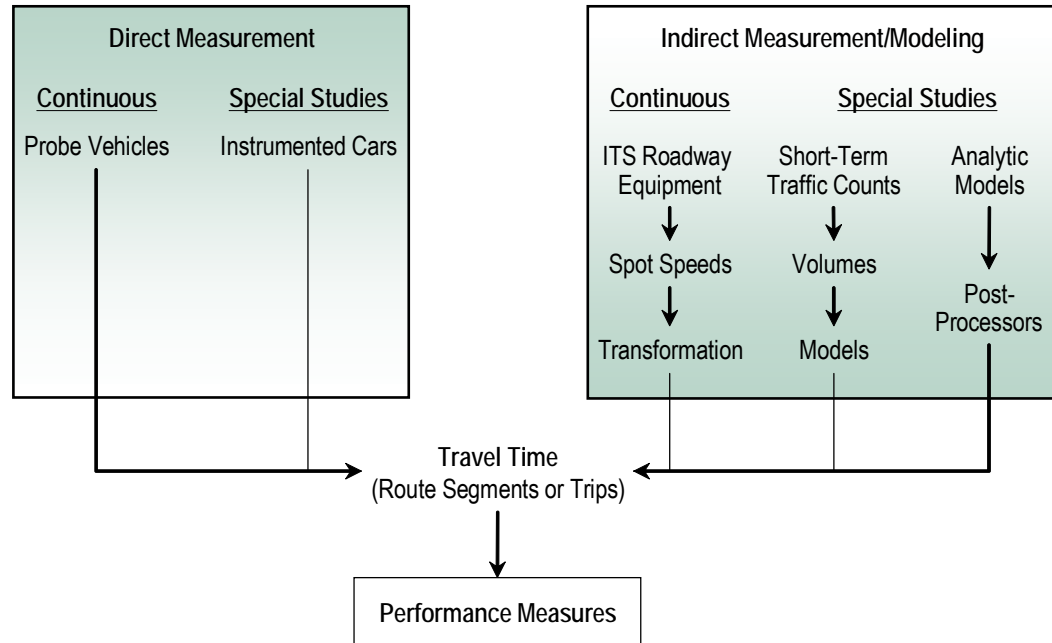 Direct Measurement
Continuous
Special Studies
Probe Vehicles
Instrumented Cars
Indirect Measurement/Modeling
Continuous
Special Studies
ITS Roadway
Equipment
Short-Term
Traffic Counts
Analytic
Models
Spot Speeds
Volumes
Post-
Processors
Transformation
Models
Travel Time
(Route Segments or Trips)
Performance Measures